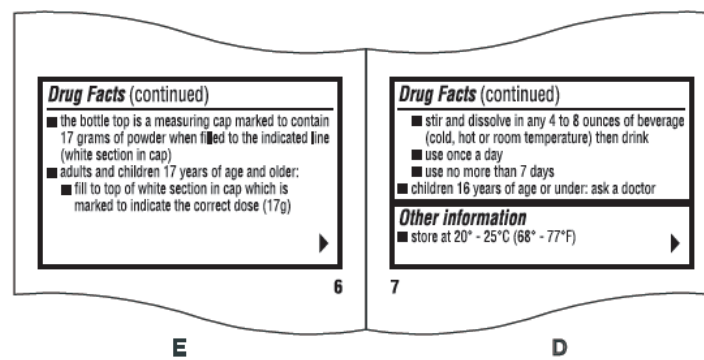 Drug Facts (continued)
■ the bottle top is a measuring cap marked to contain
17 grams of powder when filled to the indicated line
(white section in cap)
■ adults and children 17 years of age and older:
■ fill to top of white section in cap which is
marked to indicate the correct dose (17g)
6
E
Drug Facts (continued)
■ stir and dissolve in any 4 to 8 ounces of beverage
(cold, hot or room temperature) then drink
■ use once a day
■ use no more than 7 days
■ children 16 years of age or under: ask a doctor
Other information
■ store at 20° - 25°C (68° - 77°F)
7
D